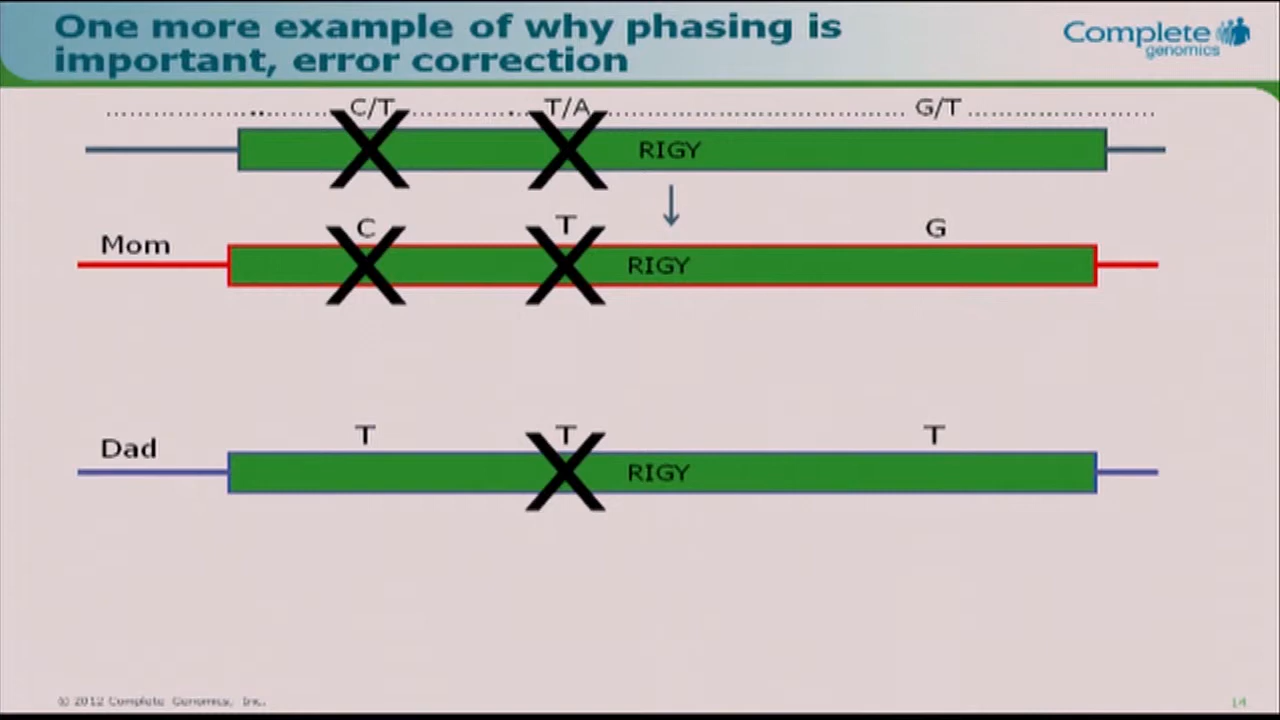 One more example of why phasing is
important, error correction
Complete
genomics
C/T T/A G/T
RIGY
C T G
Mom
RIGY
T T T
Dad
RIGY
© 2012 Complete Genomics, Inc.
14